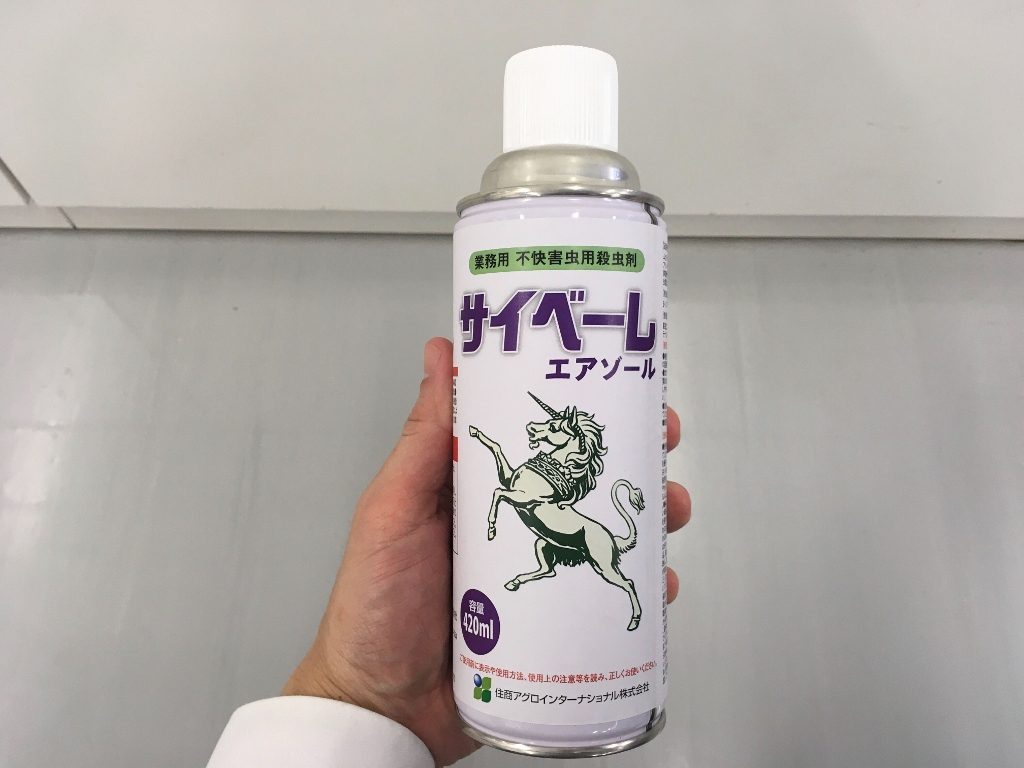 業務用 不快害虫用殺虫剤
サイベーレ
エアゾール
容量
420ml
ご使用前に表示や使用方法、使用上の注意等を読み、正しくお使いください。
住商アグロインターナショナル株式会社